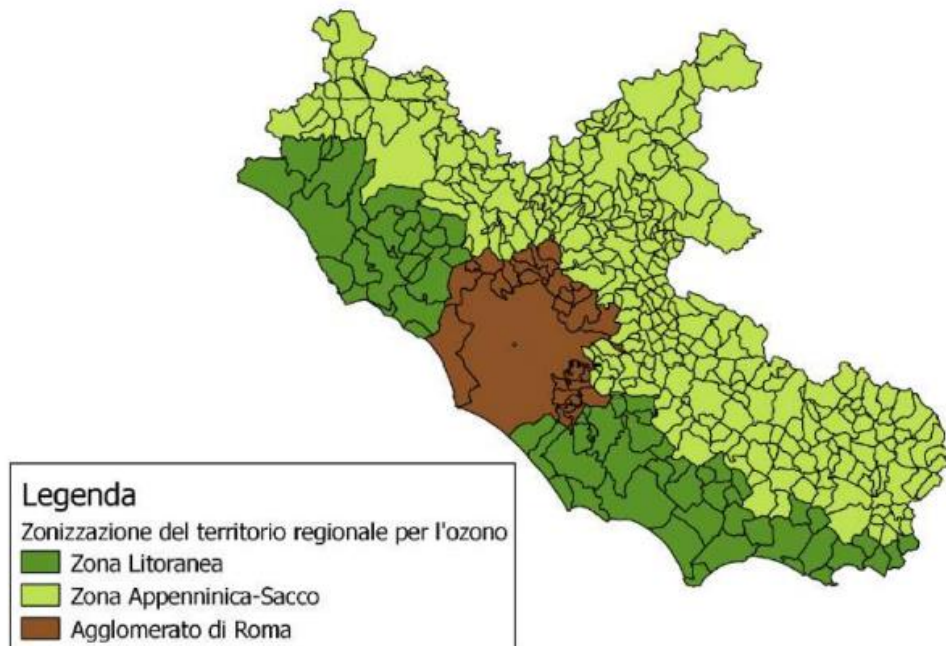 Legenda
Zonizzazione del territorio regionale per l'ozono
Zona Litoranea
Zona Appenninica-Sacco
Agglomerato di Roma